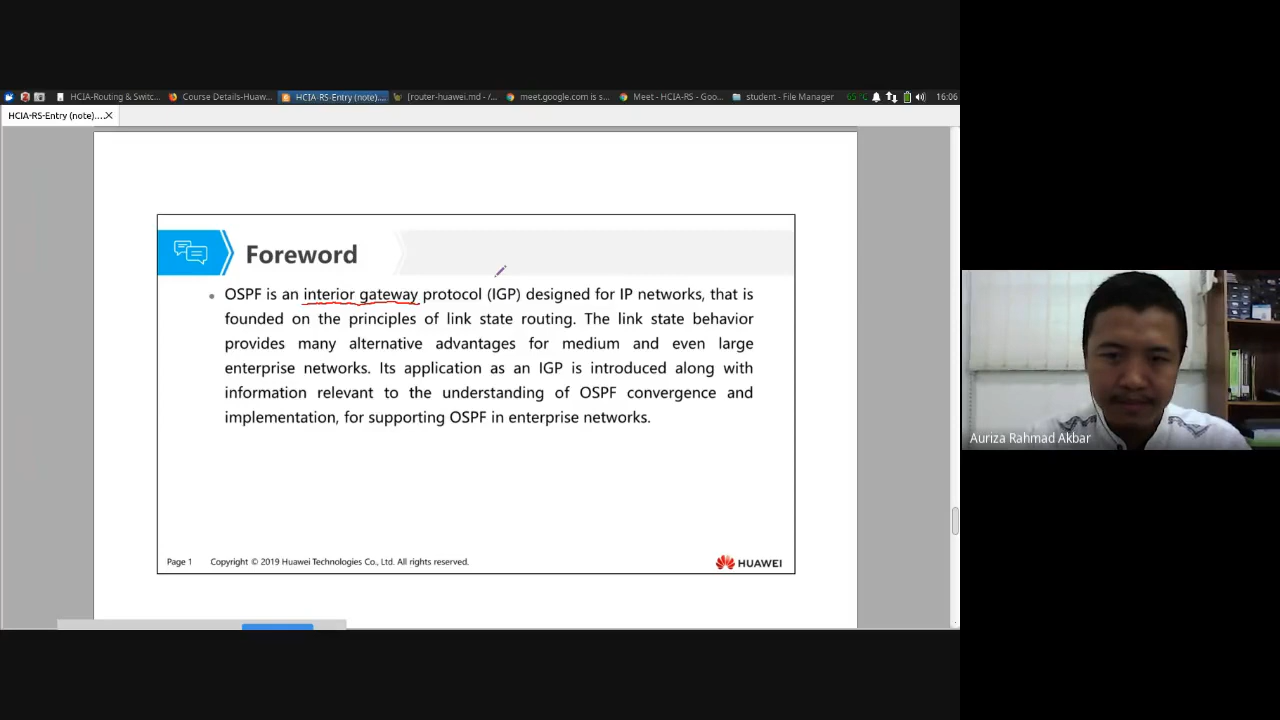 HCIA-Routing & Switc... Course Details-Huaw... HCIA-RS-Entry (note).... (router-huawei.md - /... meet.google.com is s... Meet - HCIA-RS - Goo... student - File Manager 65°C 16:06
HCIA-RS-Entry (note)....
Foreword
OSPF is an interior gateway protocol (IGP) designed for IP networks, that is
founded on the principles of link state routing. The link state behavior
provides many alternative advantages for medium and even large
enterprise networks. Its application as an IGP is introduced along with
information relevant to the understanding of OSPF convergence and
implementation, for supporting OSPF in enterprise networks.
Page 1 Copyright © 2019 Huawei Technologies Co., Ltd. All rights reserved.
HUAWEI
Auriza Rahmad Akbar